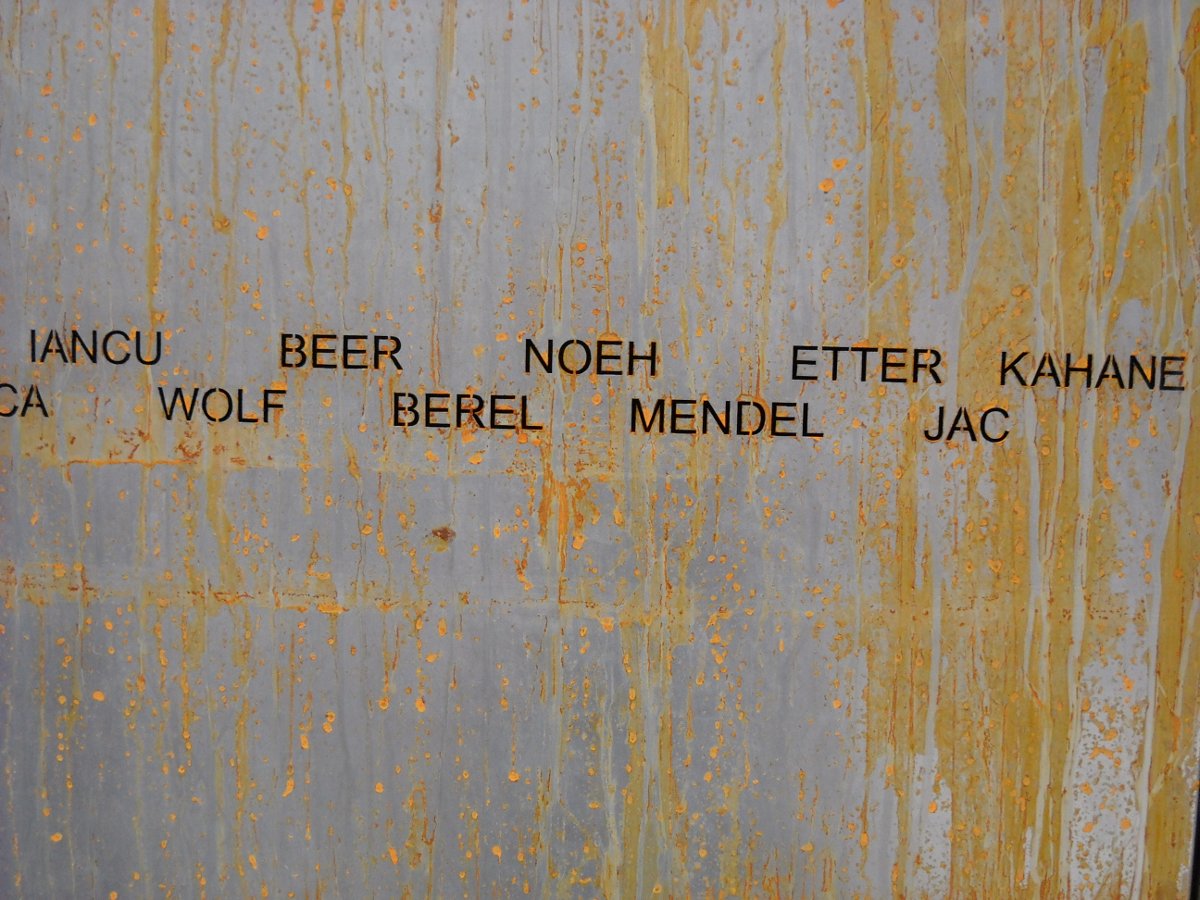 IANCU BEER NOEH ETTER KAHANE
CA WOLF BEREL MENDEL JAC